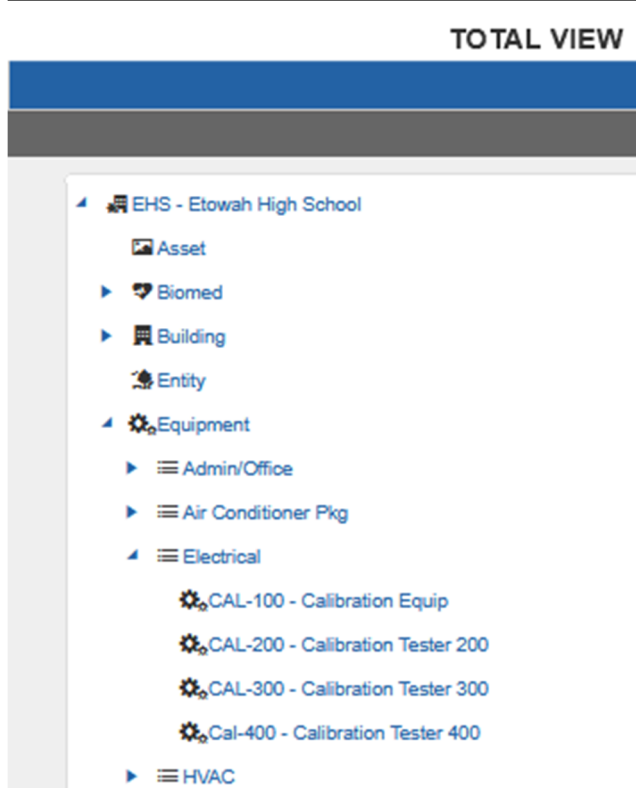 TOTAL VIEW
EHS - Etowah High School
Asset
Biomed
Building
Entity
Equipment
Admin/Office
Air Conditioner Pkg
Electrical
CAL-100 - Calibration Equip
CAL-200 - Calibration Tester 200
CAL-300 - Calibration Tester 300
Cal-400 - Calibration Tester 400
HVAC